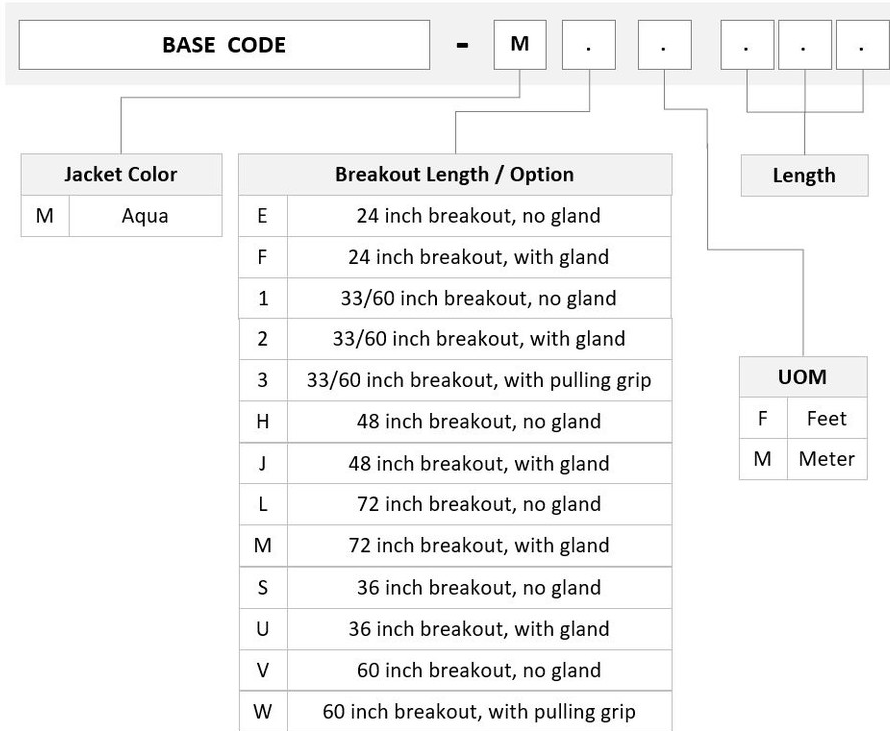 BASE CODE - M . . . . .
Jacket Color
M Aqua
Breakout Length / Option
E 24 inch breakout, no gland
F 24 inch breakout, with gland
1 33/60 inch breakout, no gland
2 33/60 inch breakout, with gland
3 33/60 inch breakout, with pulling grip
H 48 inch breakout, no gland
J 48 inch breakout, with gland
L 72 inch breakout, no gland
M 72 inch breakout, with gland
S 36 inch breakout, no gland
U 36 inch breakout, with gland
V 60 inch breakout, no gland
W 60 inch breakout, with pulling grip
Length
UOM
F Feet
M Meter